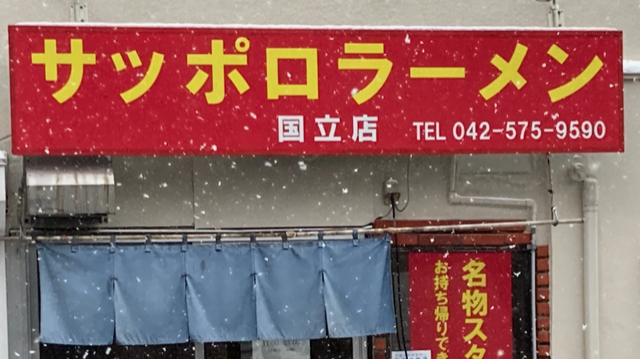 サッポロラーメン
国立店 TEL 042-575-9590
名物スタ
お持ち帰りでき